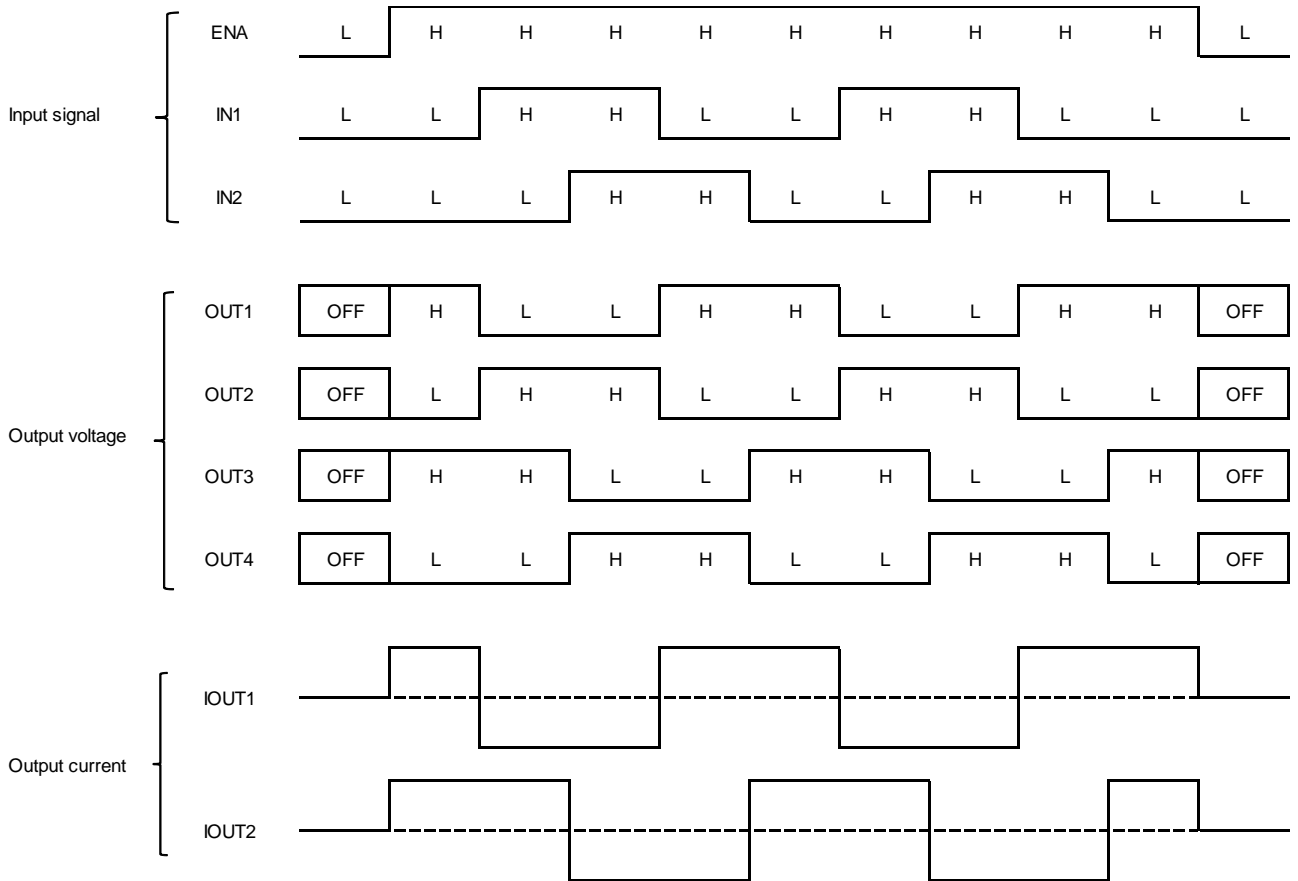 ENA L H H H H H H H H H L
Input signal IN1 L L H H L L H H L L L
IN2 L L L H H L L H H L L
OUT1 OFF H L L H H L L H H OFF
OUT2 OFF L H H L L H H L L OFF
Output voltage
OUT3 OFF H H L L H H L L H OFF
OUT4 OFF L L H H L L H H L OFF
IOUT1
Output current
IOUT2